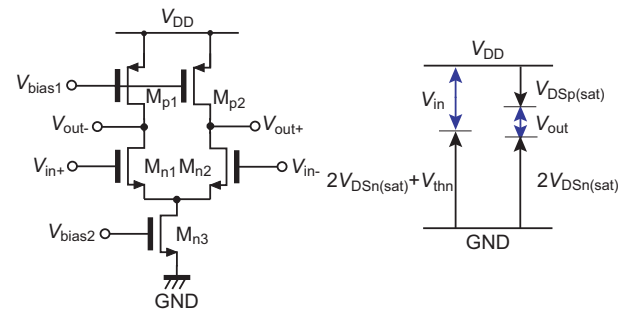 VDD
Vbias1
Mp1
Mp2
Vout-
Vout+
Vin+
Mn1 Mn2
Vin-
Vbias2
Mn3
GND
VDD
Vin
VDSp(sat)
Vout
2VDSn(sat)+Vthn
2VDSn(sat)
GND